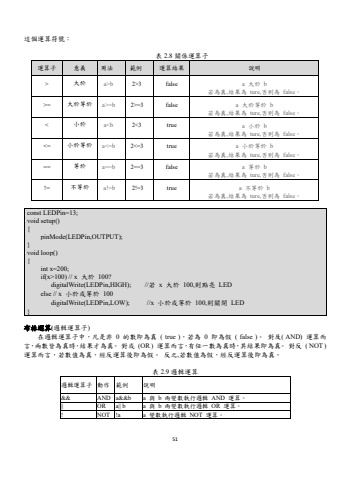 這個運算符號：
表 2.8 關係運算子
運算子 意義 用法 範例 運算結果 說明
> 大於 a>b 2>3 false a 大於 b
若為真,結果為 ture,否則為 false。
>= 大於等於 a>=b 2>=3 false a 大於等於 b
若為真,結果為 ture,否則為 false。
< 小於 a<b 2<3 true a 小於 b
若為真,結果為 ture,否則為 false。
<= 小於等於 a<=b 2<=3 true a 小於等於 b
若為真,結果為 ture,否則為 false。
== 等於 a==b 2==3 false a 等於 b
若為真,結果為 ture,否則為 false。
!= 不等於 a!=b 2!=3 true a 不等於 b
若為真,結果為 ture,否則為 false。
const LEDPin=13;
void setup()
{
pinMode(LEDPin,OUTPUT);
}
void loop()
{
int x=200;
if(x>100) // x 大於 100?
digitalWrite(LEDPin,HIGH); //若 x 大於 100,則點亮 LED
else // x 小於或等於 100
digitalWrite(LEDPin,LOW); //x 小於或等於 100,則關閉 LED
}
布林運算(邏輯運算子)
在邏輯運算子中，凡是非 0 的數即為真 ( true )，若為 0 即為假 ( false )。 對及( AND) 運算而
言,兩數皆為真時,結果才為真。 對或 (OR) 運算而言,有任一數為真時,其結果即為真。 對反 ( NOT )
運算而言，若數值為真，經反運算後即為假。 反之,若數值為假,經反運算後即為真。
表 2.9 邏輯運算
邏輯運算子 動作 範例 說明
&& AND a&&b a 與 b 兩變數執行邏輯 AND 運算。
|| OR a|| b a 與 b 兩變數執行邏輯 OR 運算。
! NOT !a a 變數執行邏輯 NOT 運算。
51